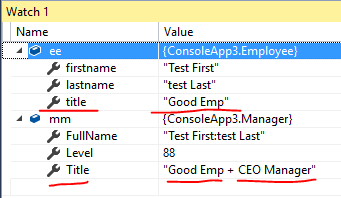 Watch 1
Name Value
ee {ConsoleApp3.Employee}
firstname "Test First"
lastname "test Last"
title "Good Emp"
mm {ConsoleApp3.Manager}
FullName "Test First:test Last"
Level 88
Title "Good Emp + CEO Manager"